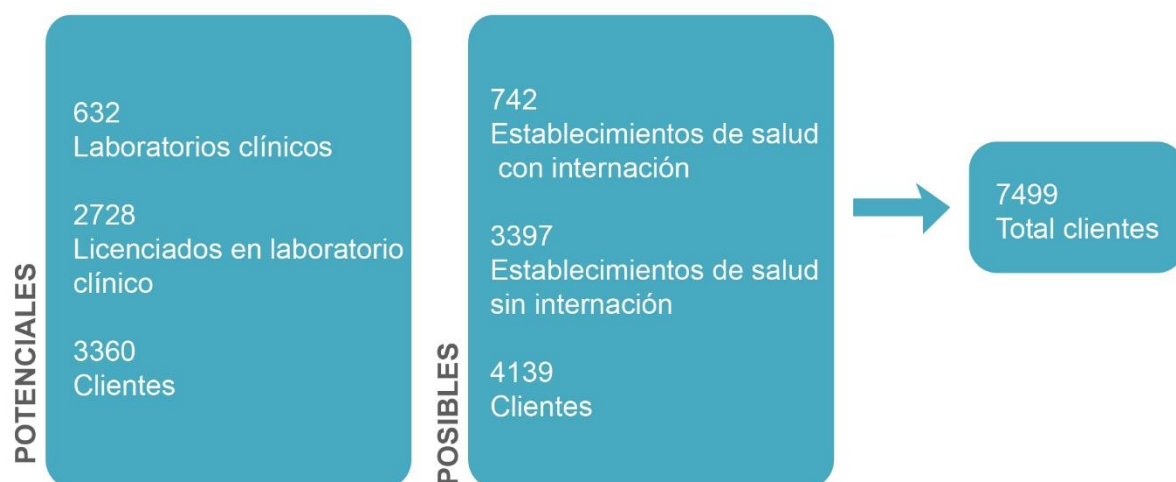 POTENCIALES
632
Laboratorios clínicos
2728
Licenciados en laboratorio
clínico
3360
Clientes
POSIBLES
742
Establecimientos de salud
con internación
3397
Establecimientos de salud
sin internación
4139
Clientes
7499
Total clientes